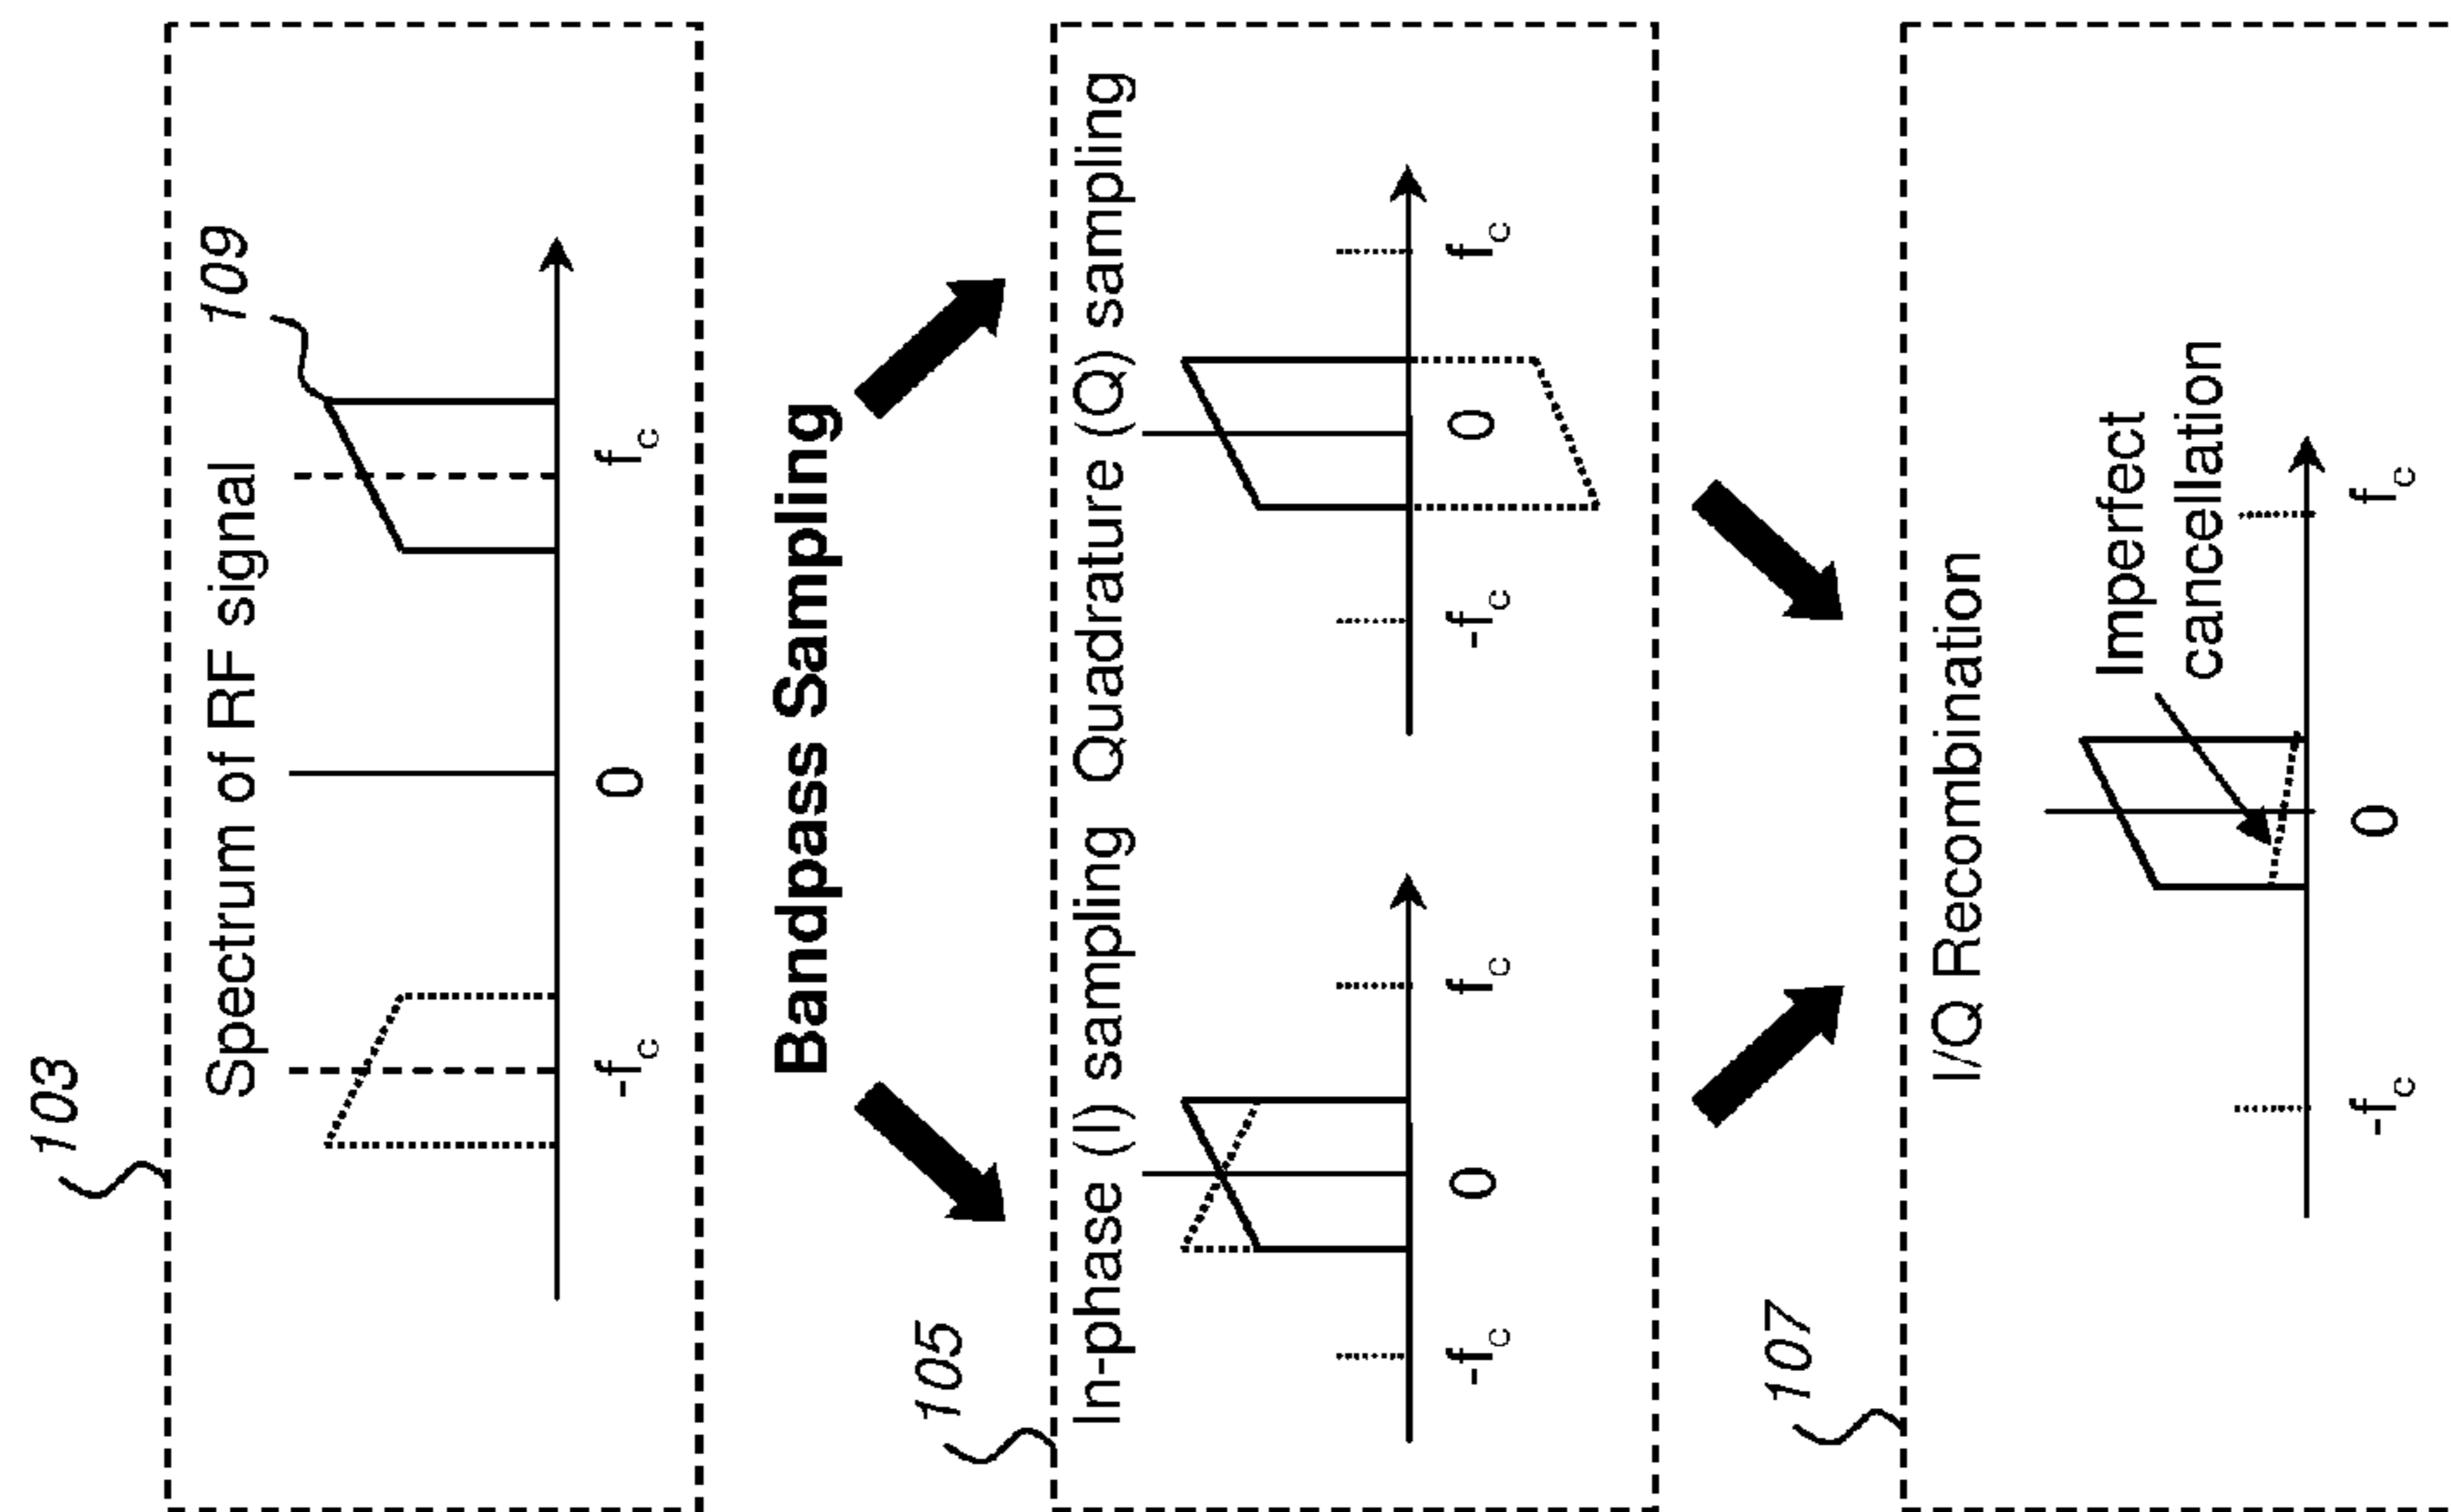 103
Spectrum of RF signal
109
-fc
0
fc
Bandpass Sampling
105
In-phase (I) sampling
Quadrature (Q) sampling
-fc
0
fc
-fc
0
fc
107
I/Q Recombination
Imperfect
cancellation
-fc
0
fc